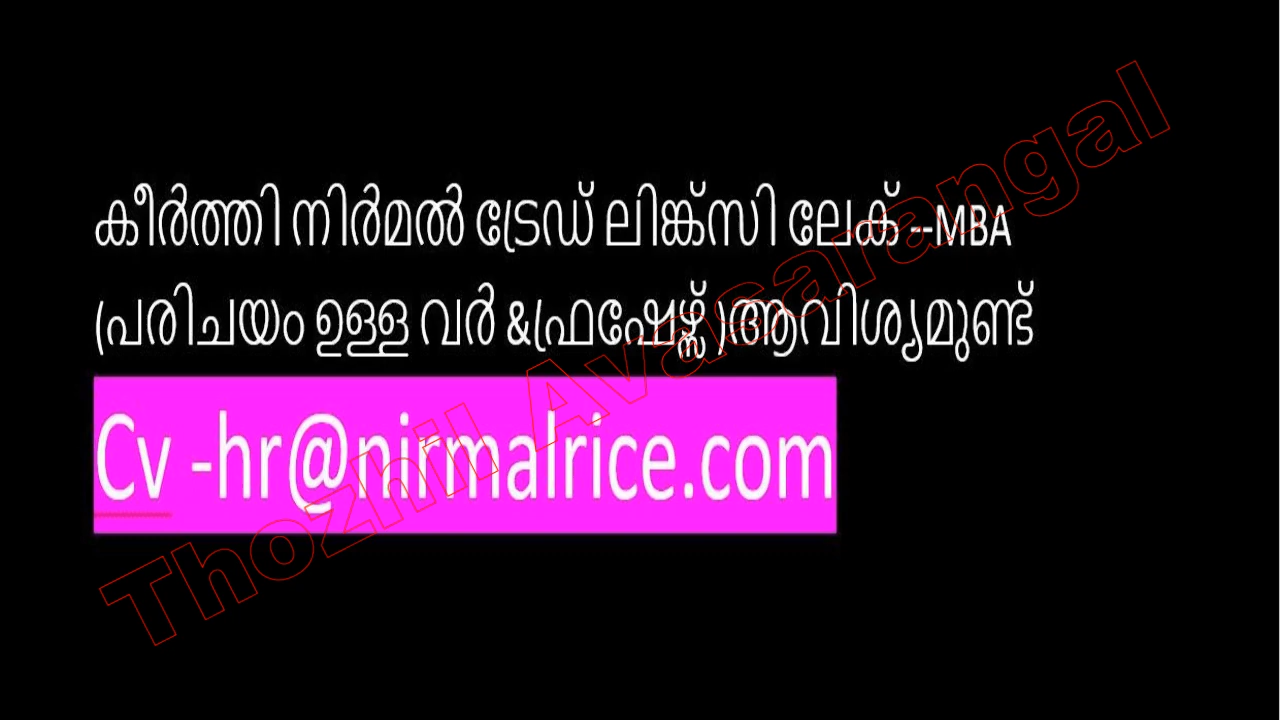 കീർത്തി നിർമൽ ട്രേഡ് ലിങ്ക്സി ലേക് --MBA
(പരിചയം ഉള്ള വർ &ഫ്രഷേഴ്സ് )ആവിശ്യമുണ്ട്
Cv -hr@nirmalrice.com
Thozhil Avasarangal